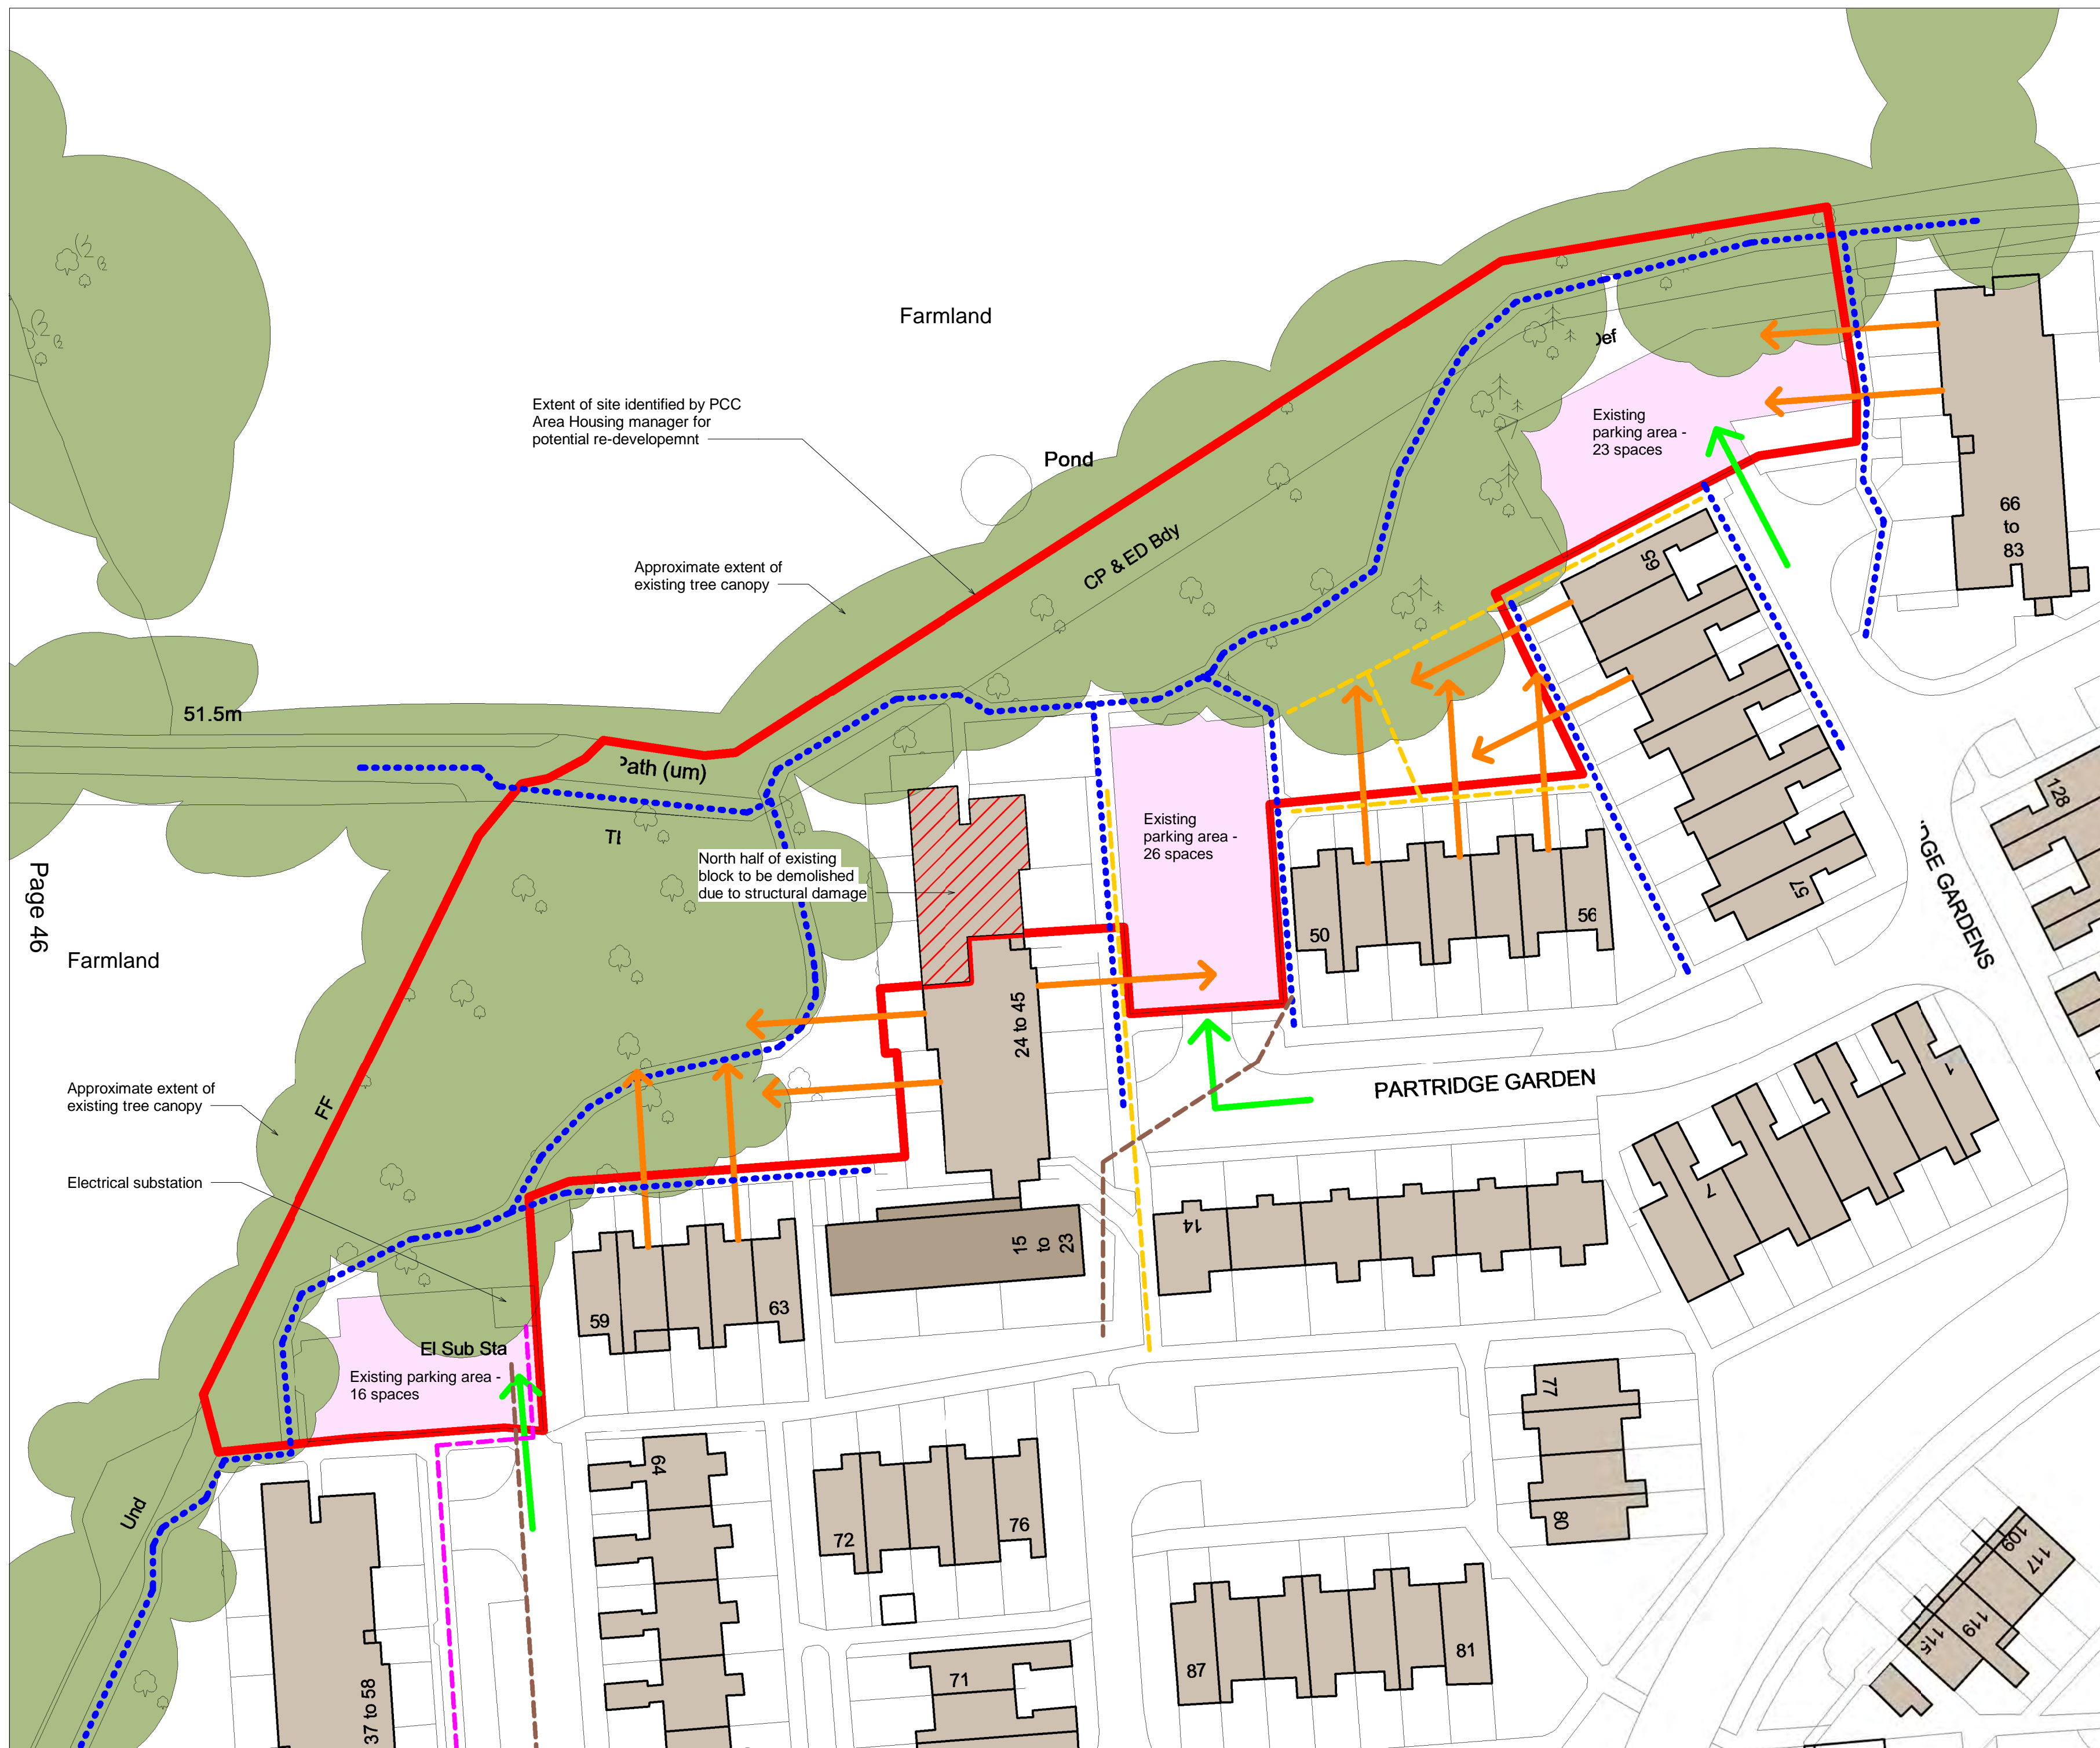 Farmland
Extent of site identified by PCC
Area Housing manager for
potential re-developemnt
Pond
Approximate extent of
existing tree canopy
CP & ED Bdy
Existing
parking area -
23 spaces
66
to
83
65
51.5m
Path (um)
North half of existing
block to be demolished
due to structural damage
Existing
parking area -
26 spaces
50
56
57
128
DGE GARDENS
Page 46
Farmland
24 to 45
PARTRIDGE GARDEN
1
7
Approximate extent of
existing tree canopy
FF
Electrical substation
14
15
to
23
59
63
El Sub Sta
Existing parking area -
16 spaces
77
80
64
72
76
Und
37 to 58
71
87
81
109
117
119
115